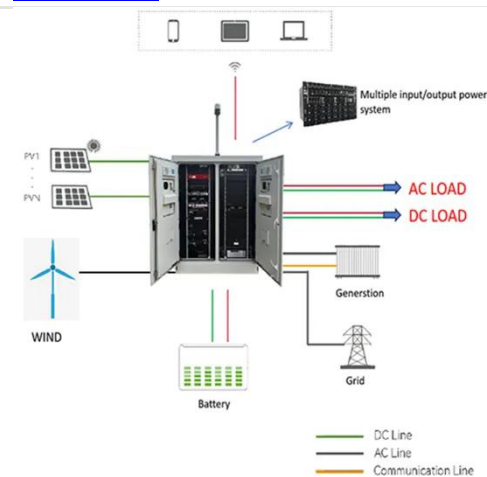 Multiple input/output power
system
PV1
PVN
AC LOAD
DC LOAD
WIND
Generstion
Grid
Battery
DC Line
AC Line
Communication Line